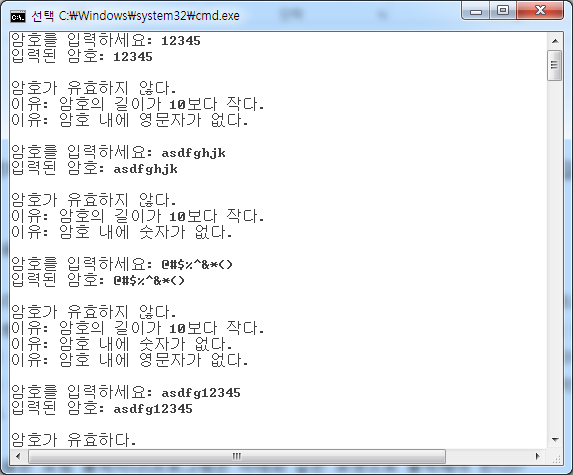 선택 C:₩Windows₩system32₩cmd.exe
암호를 입력하세요: 12345
입력된 암호: 12345
암호가 유효하지 않다.
이유: 암호의 길이가 10보다 작다.
이유: 암호 내에 영문자가 없다.
암호를 입력하세요: asdfghjk
입력된 암호: asdfghjk
암호가 유효하지 않다.
이유: 암호의 길이가 10보다 작다.
이유: 암호 내에 숫자가 없다.
암호를 입력하세요: @#$%^&*()
입력된 암호: @#$%^&*()
암호가 유효하지 않다.
이유: 암호의 길이가 10보다 작다.
이유: 암호 내에 숫자가 없다.
이유: 암호 내에 영문자가 없다.
암호를 입력하세요: asdfg12345
입력된 암호: asdfg12345
암호가 유효하다.